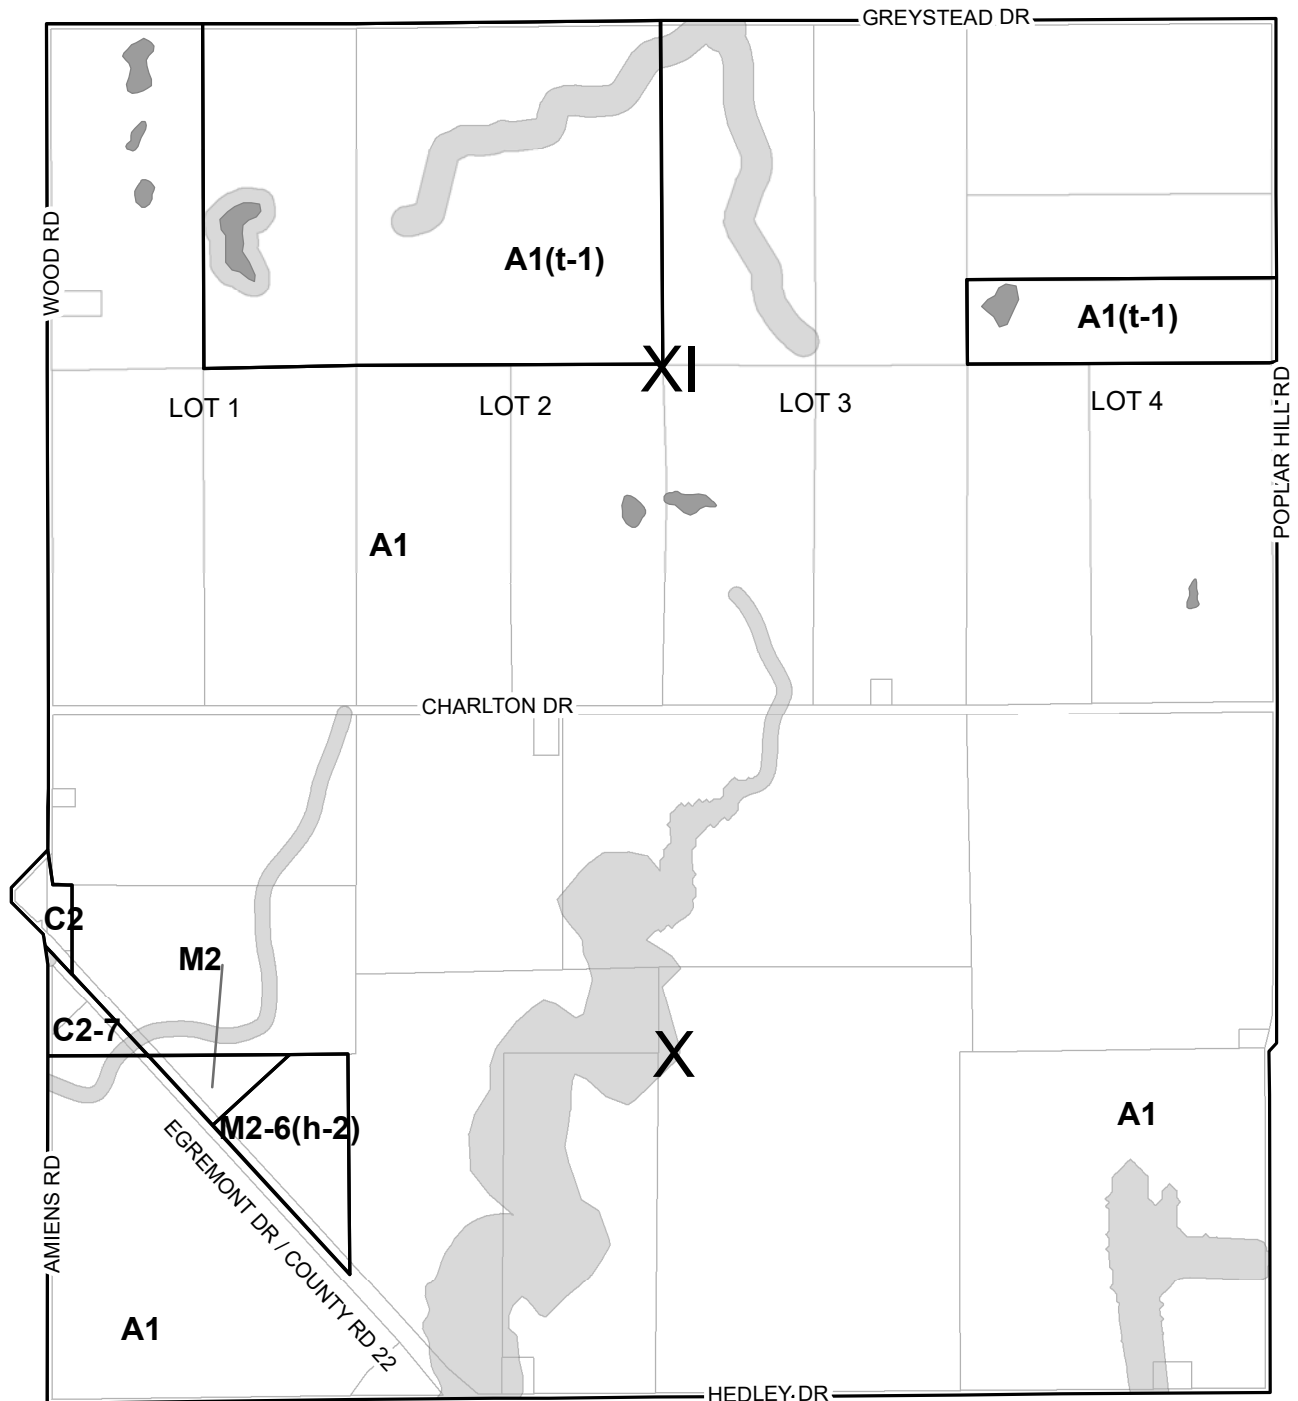 GREYSTEAD DR
WOOD RD
A1(t-1)
A1(t-1)
XI
LOT 1
LOT 2
LOT 3
LOT 4
POPLAR HILL RD
A1
CHARLTON DR
C2
M2
C2-7
X
M2-6(h-2)
A1
EGREMONT DR / COUNTY RD 22
AMIENS RD
A1
HEDLEY DR